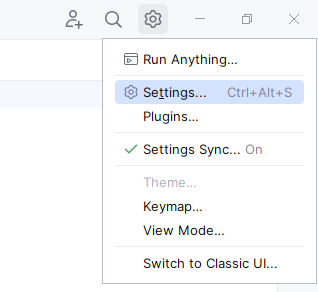 Run Anything...
Settings... Ctrl+Alt+S
Plugins...
Settings Sync... On
Theme...
Keymap...
View Mode...
Switch to Classic UI...